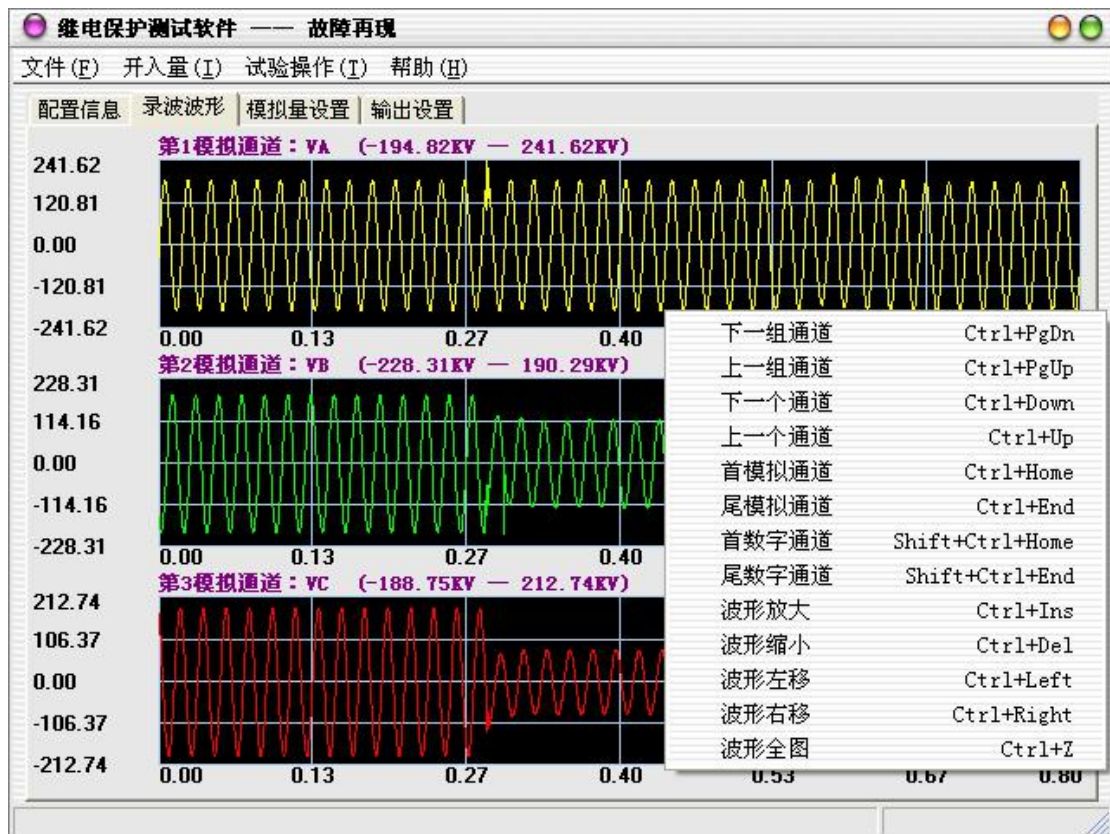 继电保护测试软件 —— 故障再现
文件(F) 开入量(I) 试验操作(T) 帮助(H)
配置信息 录波波形 模拟量设置 输出设置
第1模拟通道：VA (-194.82KV — 241.62KV)
241.62
120.81
0.00
-120.81
-241.62
0.00 0.13 0.27 0.40
第2模拟通道：VB (-228.31KV — 190.29KV)
228.31
114.16
0.00
-114.16
-228.31
0.00 0.13 0.27 0.40
第3模拟通道：VC (-188.75KV — 212.74KV)
212.74
106.37
0.00
-106.37
-212.74
0.00 0.13 0.27 0.40 0.53 0.67 0.80
下一组通道 Ctrl+PgDn
上一组通道 Ctrl+PgUp
下一个通道 Ctrl+Down
上一个通道 Ctrl+Up
首模拟通道 Ctrl+Home
尾模拟通道 Ctrl+End
首数字通道 Shift+Ctrl+Home
尾数字通道 Shift+Ctrl+End
波形放大 Ctrl+Ins
波形缩小 Ctrl+Del
波形左移 Ctrl+Left
波形右移 Ctrl+Right
波形全图 Ctrl+Z